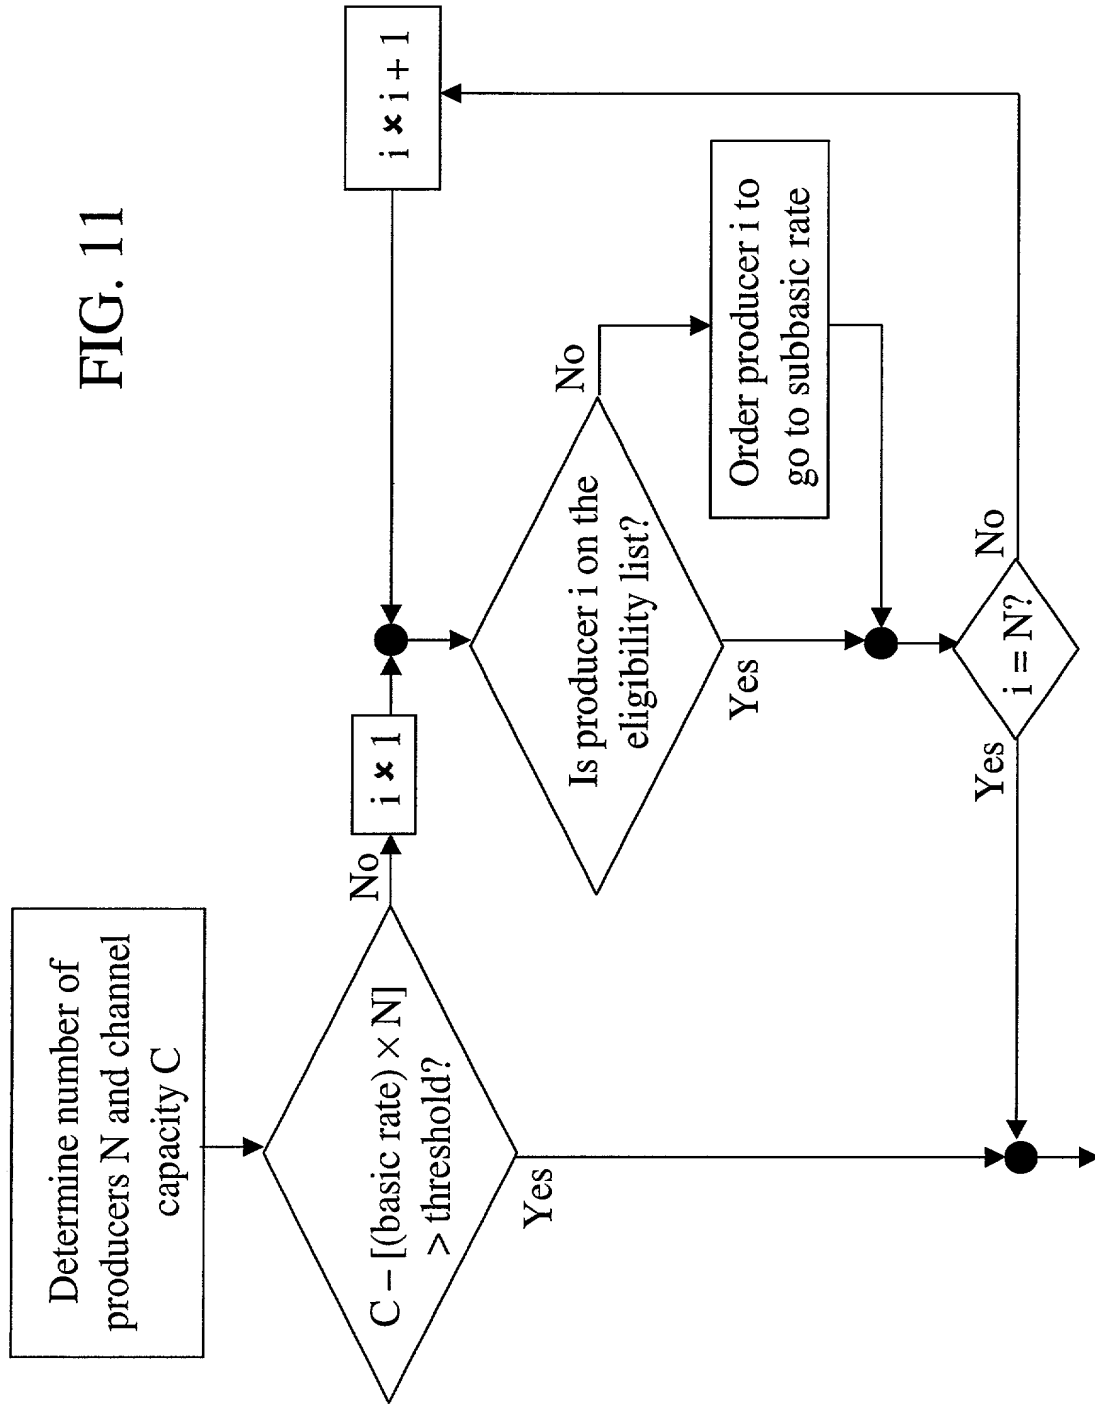 FIG. 11
Determine number of
producers N and channel
capacity C
C – [(basic rate) × N]
> threshold?
No
Yes
i × 1
i × i + 1
Is producer i on the
eligibility list?
No
Yes
Order producer i to
go to subbasic rate
i = N?
No
Yes